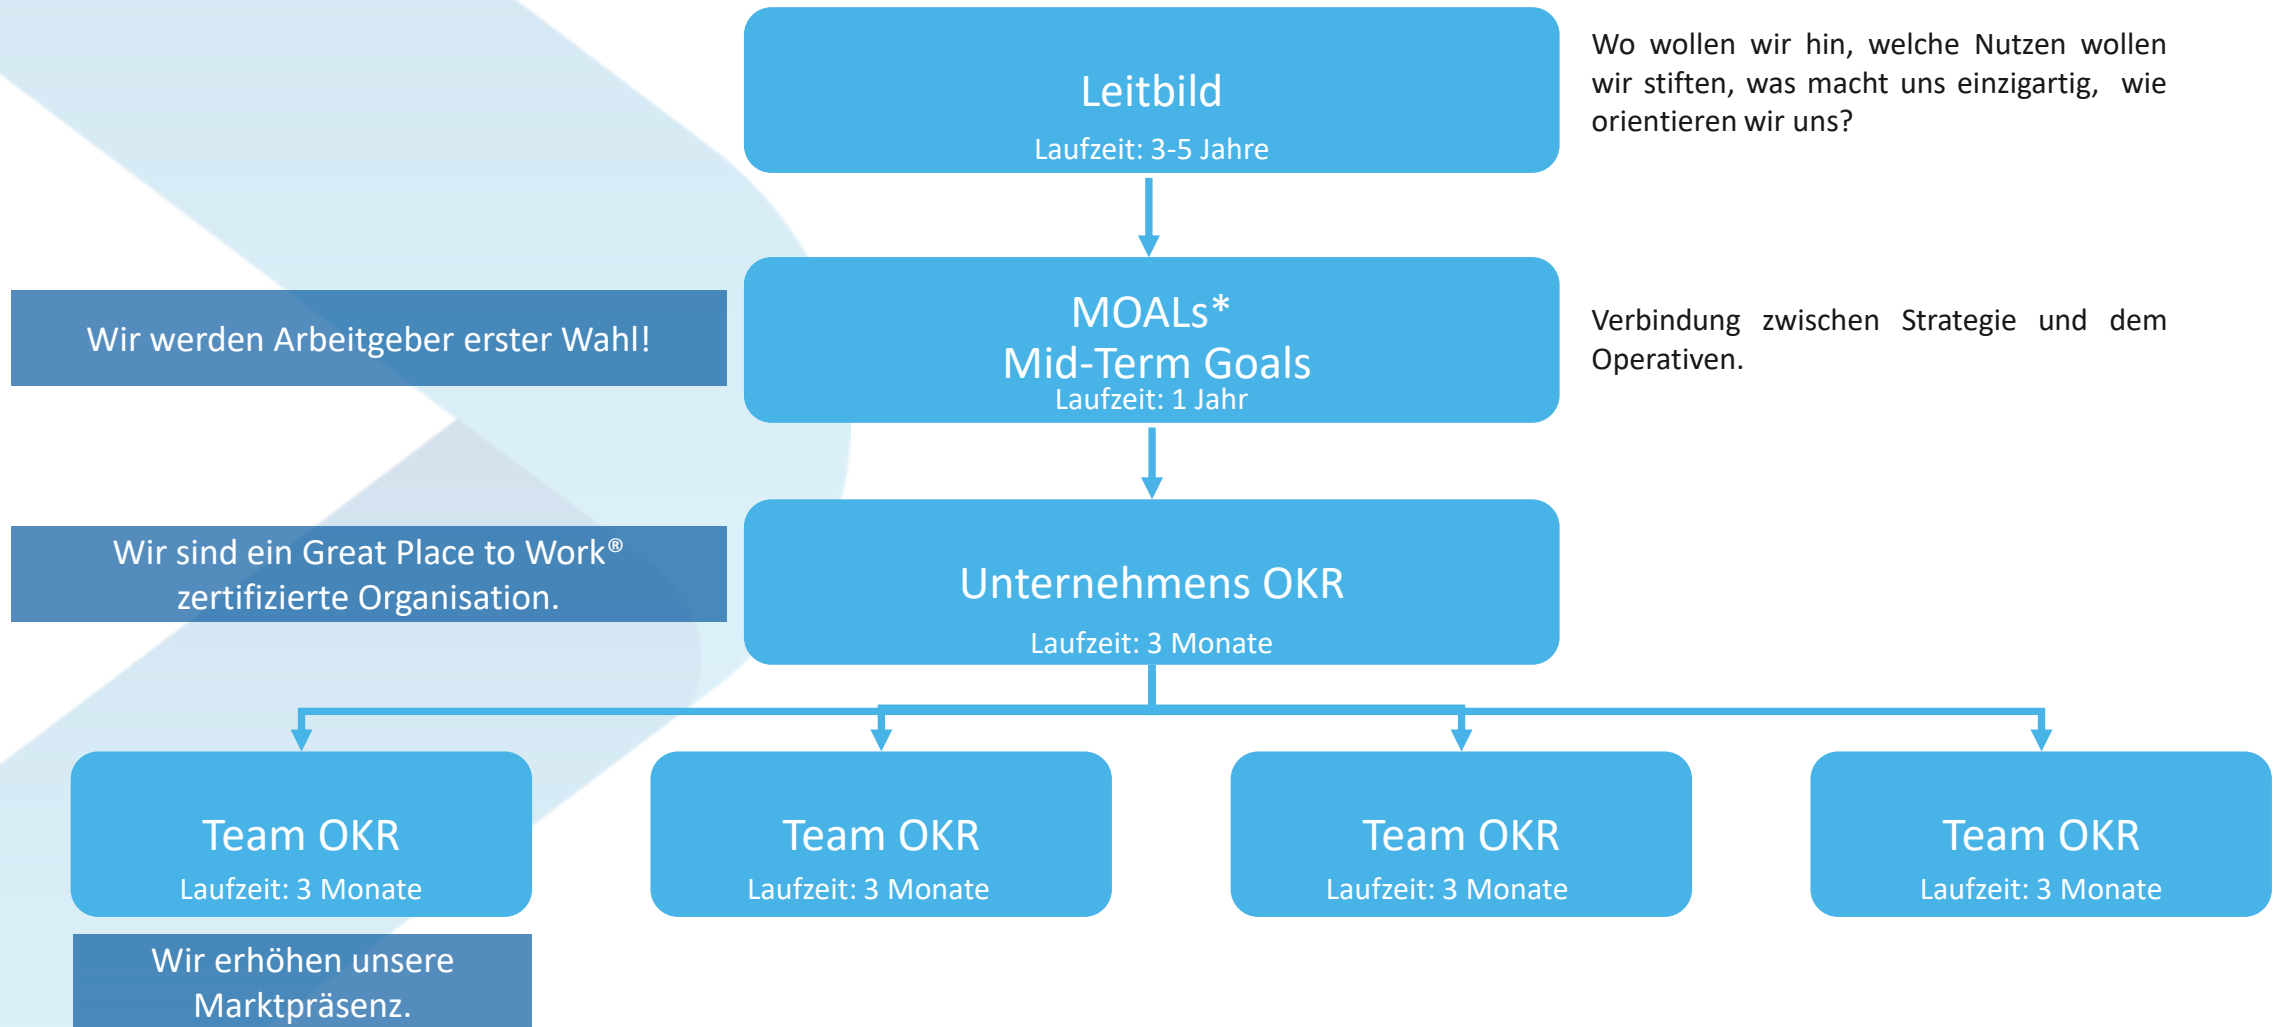 Leitbild
Laufzeit: 3-5 Jahre
Wo wollen wir hin, welche Nutzen wollen
wir stiften, was macht uns einzigartig, wie
orientieren wir uns?
Wir werden Arbeitgeber erster Wahl!
MOALs*
Mid-Term Goals
Laufzeit: 1 Jahr
Verbindung zwischen Strategie und dem
Operativen.
Wir sind ein Great Place to Work®
zertifizierte Organisation.
Unternehmens OKR
Laufzeit: 3 Monate
Team OKR
Laufzeit: 3 Monate
Team OKR
Laufzeit: 3 Monate
Team OKR
Laufzeit: 3 Monate
Team OKR
Laufzeit: 3 Monate
Wir erhöhen unsere
Marktpräsenz.